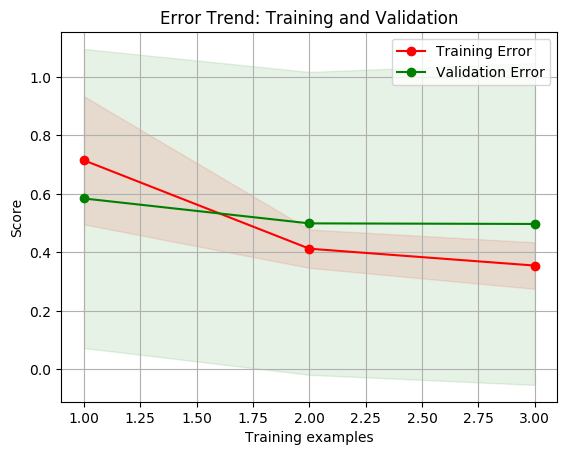 Error Trend: Training and Validation
Training Error
Validation Error
Score
1.0
0.8
0.6
0.4
0.2
0.0
1.00 1.25 1.50 1.75 2.00 2.25 2.50 2.75 3.00
Training examples